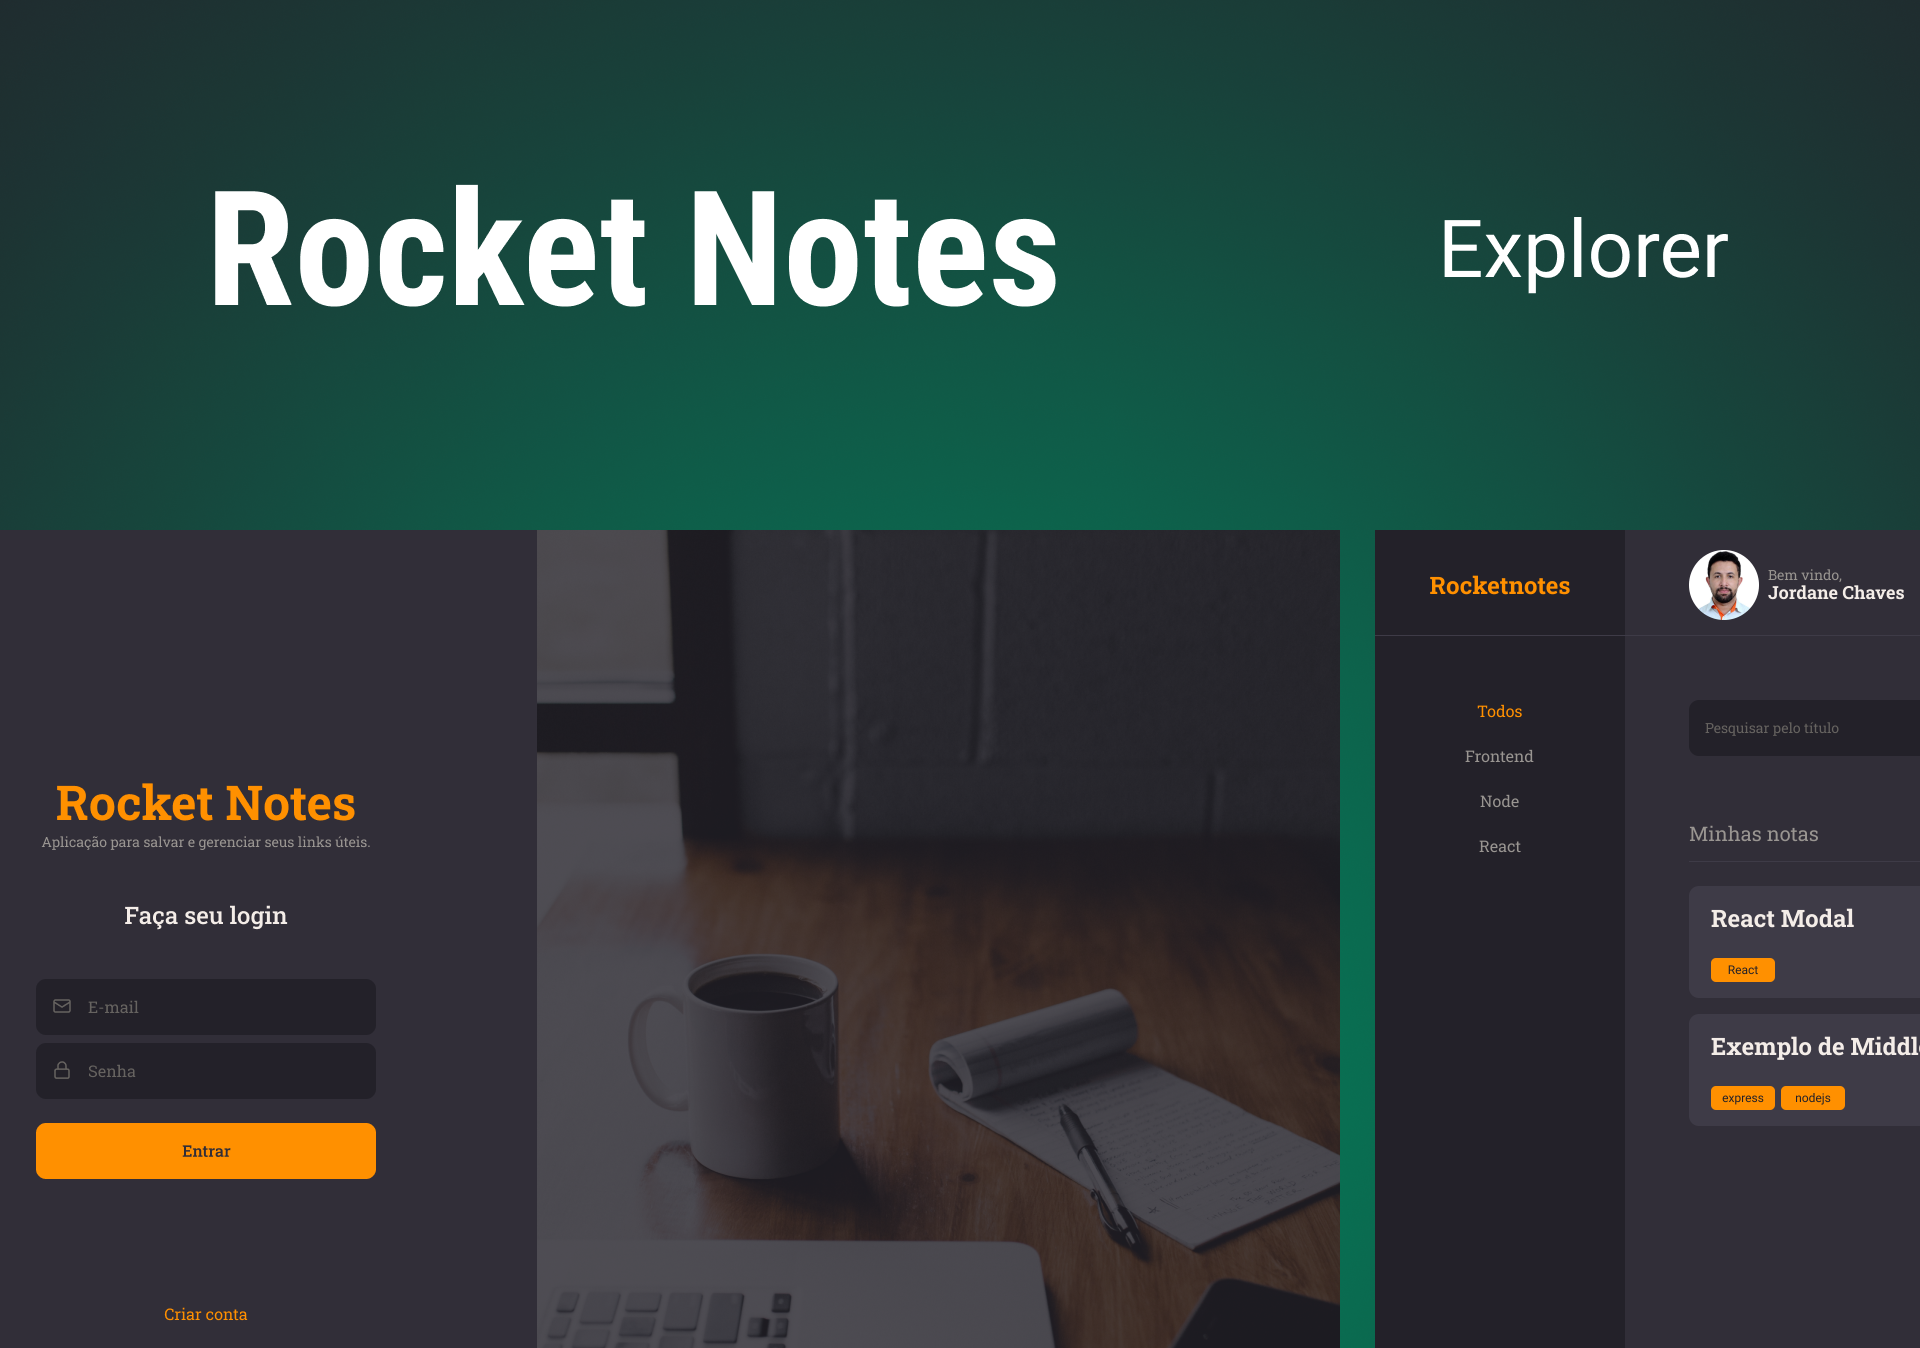 Rocket Notes
Explorer
Rocket Notes
Aplicação para salvar e gerenciar seus links úteis.
Faça seu login
E-mail
Senha
Entrar
Criar conta
Rocketnotes
Todos
Frontend
Node
React
Bem vindo,
Jordane Chaves
Pesquisar pelo título
Minhas notas
React Modal
React
Exemplo de Middl
express nodejs